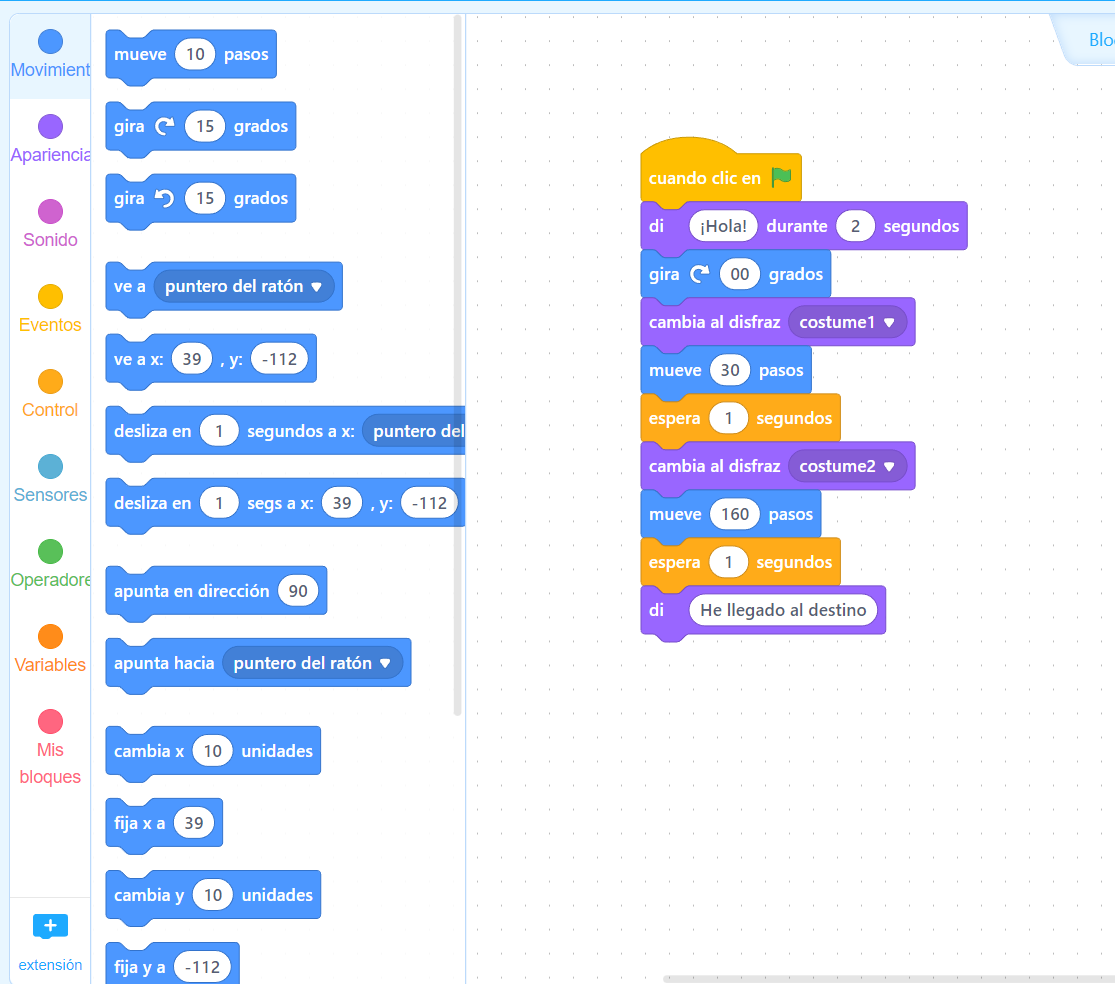 Movimient
Apariencia
Sonido
Eventos
Control
Sensores
Operadore
Variables
Mis
bloques
extensión
mueve 10 pasos
gira 15 grados
gira 15 grados
ve a puntero del ratón
ve a x: 39 , y: -112
desliza en 1 segundos a x: puntero del
desliza en 1 segs a x: 39 , y: -112
apunta en dirección 90
apunta hacia puntero del ratón
cambia x 10 unidades
fija x a 39
cambia y 10 unidades
fija y a -112
cuando clic en
di ¡Hola! durante 2 segundos
gira 00 grados
cambia al disfraz costume1
mueve 30 pasos
espera 1 segundos
cambia al disfraz costume2
mueve 160 pasos
espera 1 segundos
di He llegado al destino
Blo